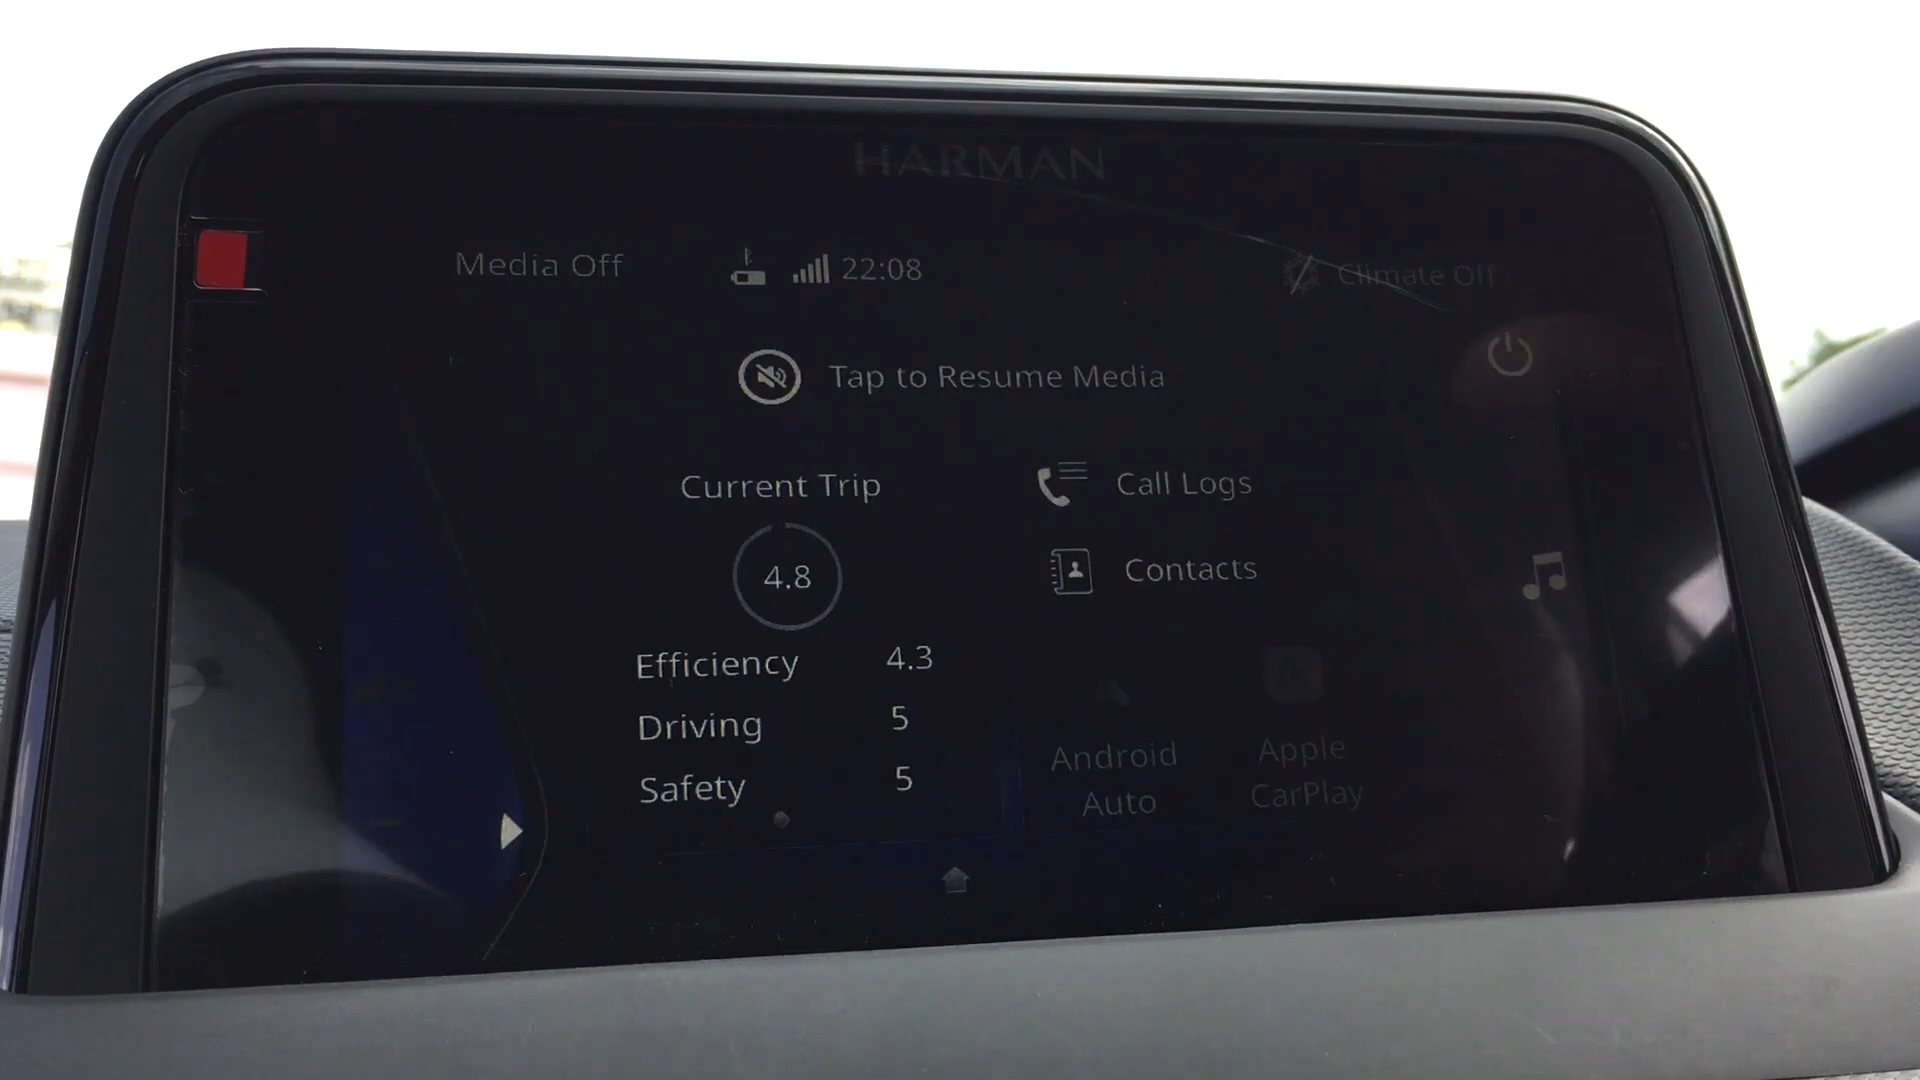 HARMAN
Media Off
22:08
Climate Off
Tap to Resume Media
Current Trip
4.8
Efficiency 4.3
Driving 5
Safety 5
Call Logs
Contacts
Android
Auto
Apple
CarPlay